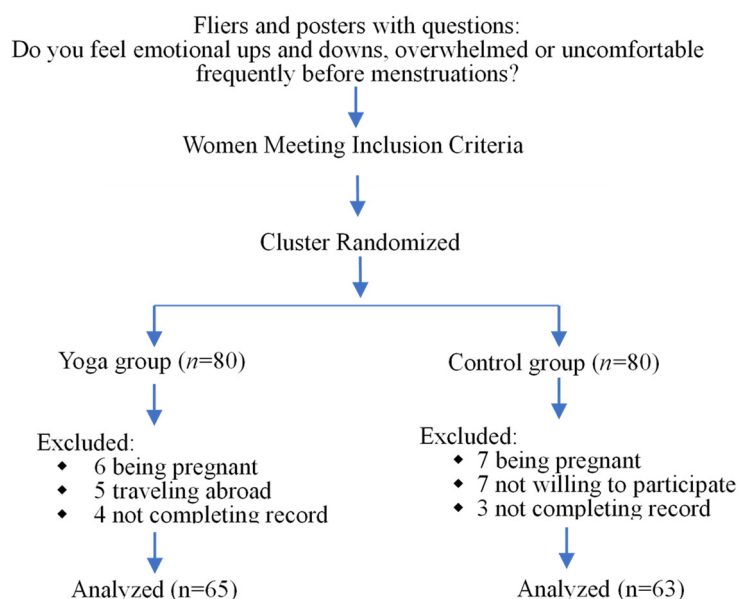 Fliers and posters with questions:
Do you feel emotional ups and downs, overwhelmed or uncomfortable
frequently before menstruations?
Women Meeting Inclusion Criteria
Cluster Randomized
Yoga group (n=80)
Excluded:
◆ 6 being pregnant
◆ 5 traveling abroad
◆ 4 not completing record
Analyzed (n=65)
Control group (n=80)
Excluded:
◆ 7 being pregnant
◆ 7 not willing to participate
◆ 3 not completing record
Analyzed (n=63)